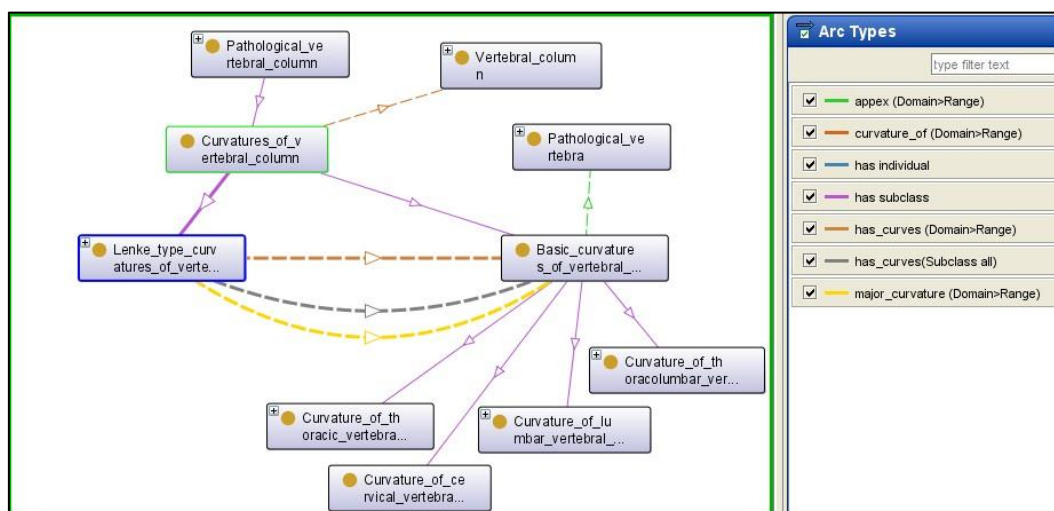 Pathological_ve
rtebral_column
Vertebral_colum
n
Curvatures_of_v
ertebral_column
Pathological_ve
rtebra
Lenke_type_curv
atures_of_verte...
Basic_curvature
s_of_vertebral_...
Curvature_of_th
oracolumbar_ver...
Curvature_of_th
oracic_vertebra...
Curvature_of_lu
mbar_vertebral_...
Curvature_of_ce
rvical_vertebra...
Arc Types
type filter text
appex (Domain>Range)
curvature_of (Domain>Range)
has individual
has subclass
has_curves (Domain>Range)
has_curves(Subclass all)
major_curvature (Domain>Range)